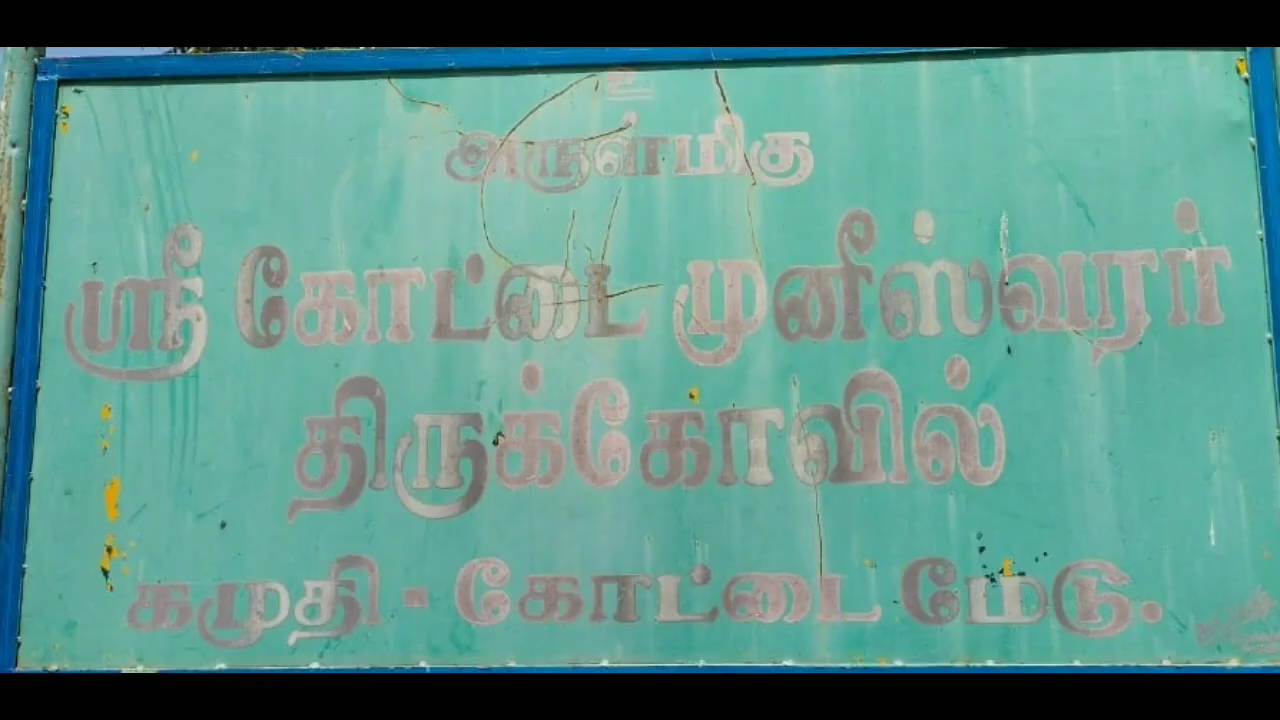 உ
அருள்மிகு
ஸ்ரீ கோட்டை முனீஸ்வரர்
திருக்கோவில்
கமுதி - கோட்டை மேடு.